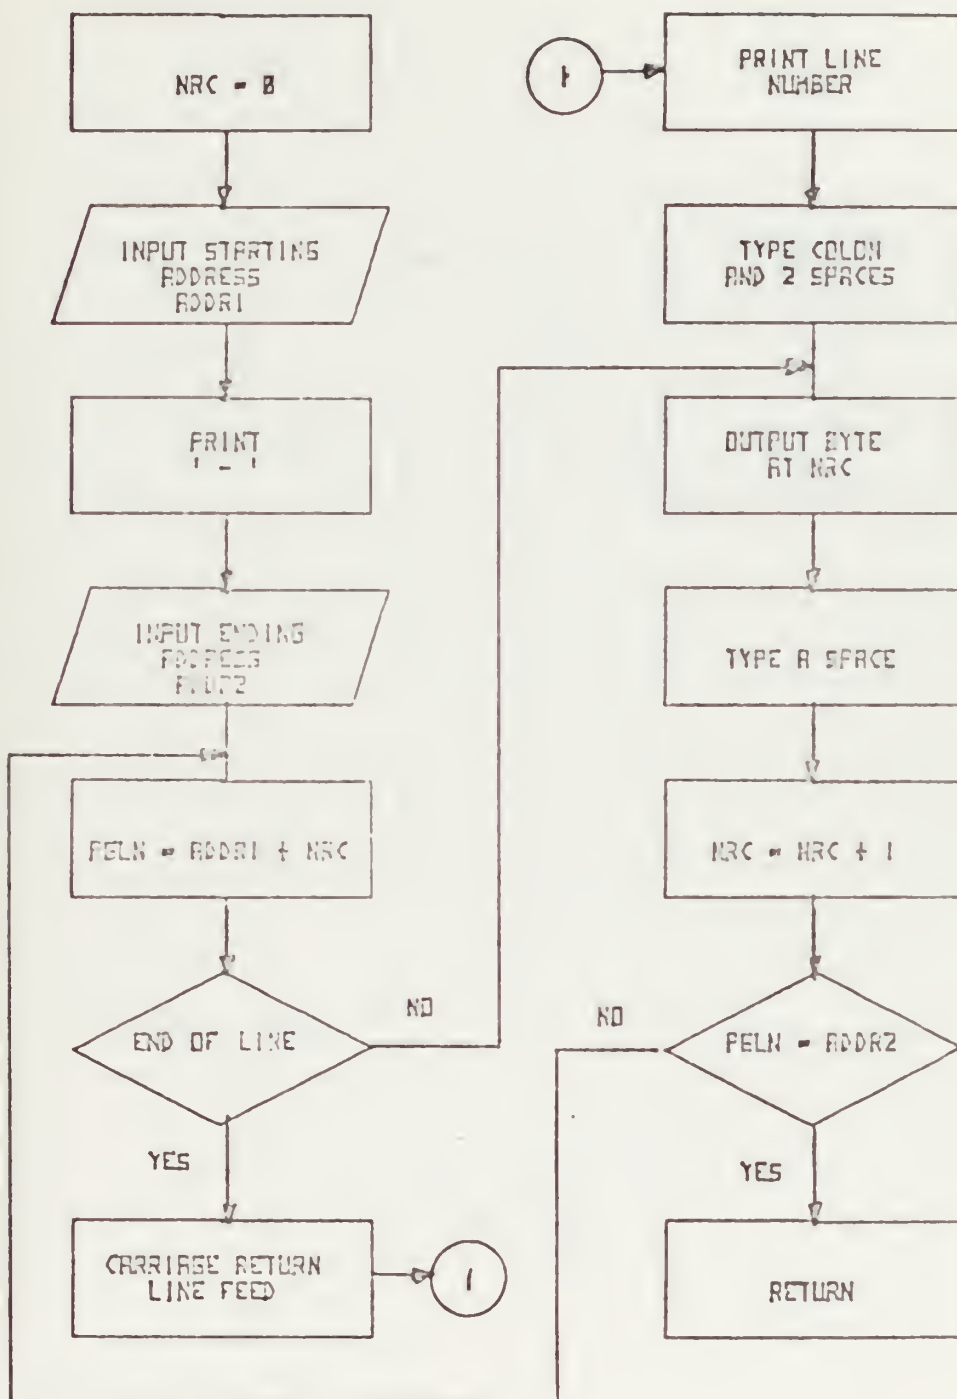 NRC = 0
INPUT STARTING
ADDRESS
ADDR1
PRINT
' - '
INPUT ENDING
ADDRESS
ADDR2
RELN = ADDR1 + NRC
END OF LINE
NO
YES
CARRIAGE RETURN
LINE FEED
1
1
PRINT LINE
NUMBER
TYPE COLON
AND 2 SPACES
OUTPUT BYTE
AT NRC
TYPE A SPACE
NRC = NRC + 1
RELN = ADDR2
NO
YES
RETURN